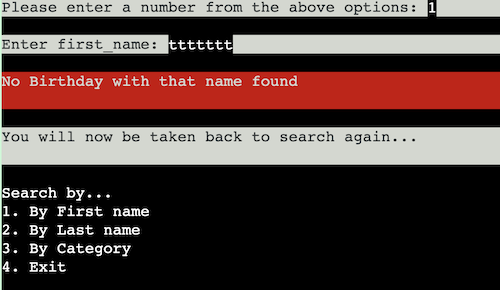 Please enter a number from the above options: 1
Enter first_name: ttttttt
No Birthday with that name found
You will now be taken back to search again...
Search by...
1. By First name
2. By Last name
3. By Category
4. Exit